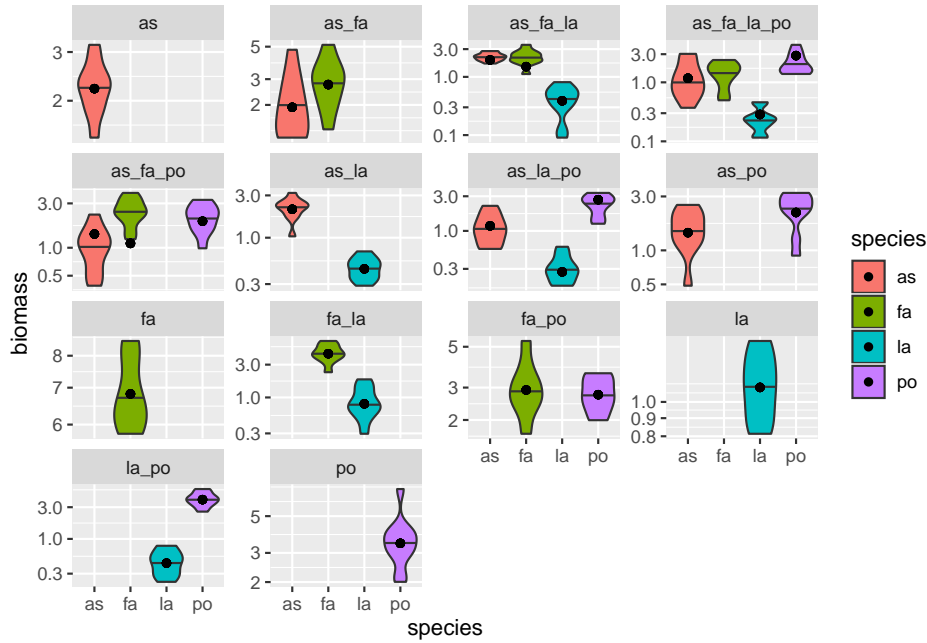 as as_fa as_fa_la as_fa_la_po
3
2
5
3
2
3.0
1.0
0.3
0.1
3.0
1.0
0.3
0.1
as_fa_po as_la as_la_po as_po
3.0
1.0
0.5
3.0
1.0
0.3
3.0
1.0
0.3
3.0
1.0
0.5
fa fa_la fa_po la
8
7
6
3.0
1.0
0.3
5
3
2
1.0
0.9
0.8
as fa la po
as fa la po
la_po po
3.0
1.0
0.3
5
3
2
as fa la po
as fa la po
species
biomass
species
as
fa
la
po